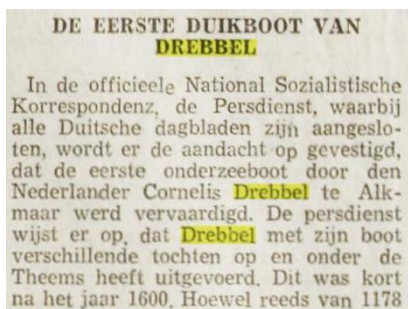 DE EERSTE DUIKBOOT VAN
DREBBEL
In de officieele National Sozialistische
Korrespondenz, de Persdienst, waarbij
alle Duitsche dagbladen zijn aangeslo-
ten, wordt er de aandacht op gevestigd,
dat de eerste onderzeeboot door den
Nederlander Cornelis Drebbel te Alk-
maar werd vervaardigd. De persdienst
wijst er op, dat Drebbel met zijn boot
verschillende tochten op en onder de
Theems heeft uitgevoerd. Dit was kort
na het jaar 1600. Hoewel reeds van 1178